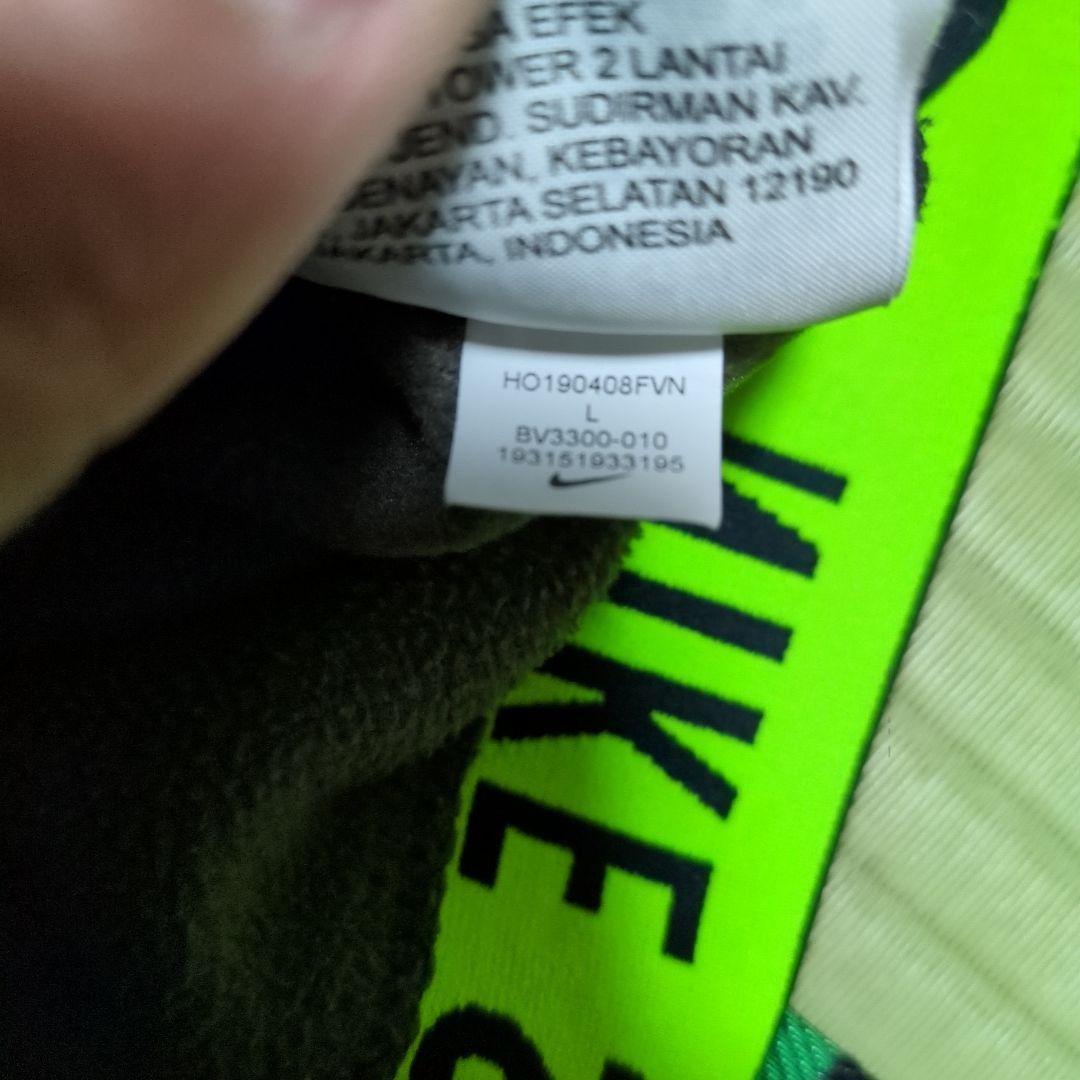 EFEK
TOWER 2 LANTAI
JEND. SUDIRMAN KAV.
SENAYAN, KEBAYORAN
JAKARTA SELATAN 12190
JAKARTA, INDONESIA
HO190408FVN
L
BV3300-010
193151933195
NIKE